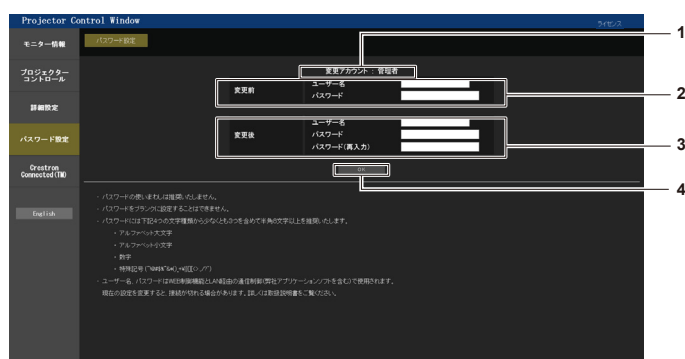 Projector Control Window
ライセンス
モニター情報
パスワード設定
プロジェクター
コントロール
詳細設定
パスワード設定
Crestron
Connected(TM)
English
変更アカウント : 管理者
変更前
ユーザー名
パスワード
変更後
ユーザー名
パスワード
パスワード(再入力)
OK
1
2
3
4
・パスワードの使いまわしは推奨いたしません。
・パスワードをブランクに設定することはできません。
・パスワードには下記4つの文字種類から少なくとも3つを含めて半角8文字以上を推奨いたします。
・アルファベット大文字
・アルファベット小文字
・数字
・特殊記号
・ユーザー名、パスワードはWEB制御機能とLAN経由の通信制御(弊社アプリケーションソフトを含む)で使用されます。
現在の設定を変更すると、接続が切れる場合があります。詳しくは取扱説明書をご覧ください。